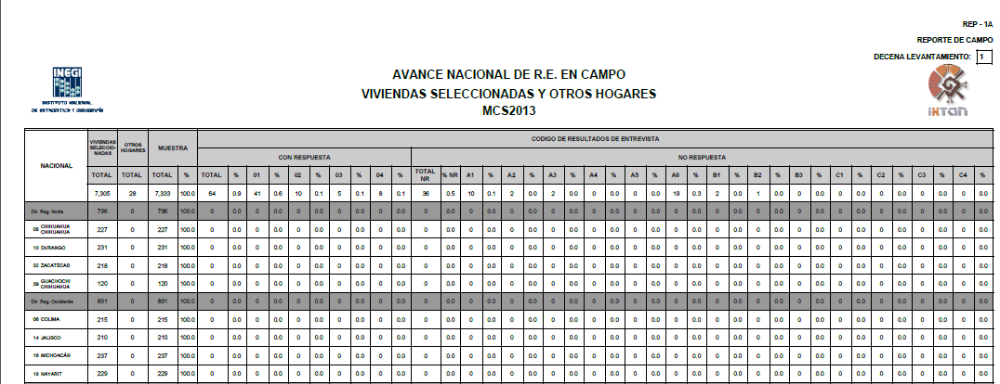 REP - 1A
REPORTE DE CAMPO
DECENA LEVANTAMIENTO: 1
INEGI
INSTITUTO NACIONAL
DE ESTADÍSTICA Y GEOGRAFÍA
AVANCE NACIONAL DE R.E. EN CAMPO
VIVIENDAS SELECCIONADAS Y OTROS HOGARES
MCS2013
iKTAÑ
NACIONAL
VIVIENDAS
SELECCIO-
NADAS
OTROS
HOGARES
MUESTRA
CODIGO DE RESULTADOS DE ENTREVISTA
CON RESPUESTA
NO RESPUESTA
TOTAL TOTAL TOTAL % TOTAL % 01 % 02 % 03 % 04 % TOTAL NR % NR A1 % A2 % A3 % A4 % A5 % A6 % B1 % B2 % B3 % C1 % C2 % C3 % C4 %
7,305 28 7,333 100.0 64 0.9 41 0.6 10 0.1 5 0.1 8 0.1 36 0.5 10 0.1 2 0.0 2 0.0 0 0.0 0 0.0 19 0.3 2 0.0 1 0.0 0 0.0 0 0.0 0 0.0 0 0.0 0 0.0
Dir. Reg. Norte 796 0 796 100.0 0 0.0 0 0.0 0 0.0 0 0.0 0 0.0 0 0.0 0 0.0 0 0.0 0 0.0 0 0.0 0 0.0 0 0.0 0 0.0 0 0.0 0 0.0 0 0.0 0 0.0 0 0.0 0 0.0
08 CHIHUAHUA CHIHUAHUA 227 0 227 100.0 0 0.0 0 0.0 0 0.0 0 0.0 0 0.0 0 0.0 0 0.0 0 0.0 0 0.0 0 0.0 0 0.0 0 0.0 0 0.0 0 0.0 0 0.0 0 0.0 0 0.0 0 0.0 0 0.0
10 DURANGO 231 0 231 100.0 0 0.0 0 0.0 0 0.0 0 0.0 0 0.0 0 0.0 0 0.0 0 0.0 0 0.0 0 0.0 0 0.0 0 0.0 0 0.0 0 0.0 0 0.0 0 0.0 0 0.0 0 0.0 0 0.0
32 ZACATECAS 218 0 218 100.0 0 0.0 0 0.0 0 0.0 0 0.0 0 0.0 0 0.0 0 0.0 0 0.0 0 0.0 0 0.0 0 0.0 0 0.0 0 0.0 0 0.0 0 0.0 0 0.0 0 0.0 0 0.0 0 0.0
39 GUACHOCHI CHIHUAHUA 120 0 120 100.0 0 0.0 0 0.0 0 0.0 0 0.0 0 0.0 0 0.0 0 0.0 0 0.0 0 0.0 0 0.0 0 0.0 0 0.0 0 0.0 0 0.0 0 0.0 0 0.0 0 0.0 0 0.0 0 0.0
Dir. Reg. Occidente 891 0 891 100.0 0 0.0 0 0.0 0 0.0 0 0.0 0 0.0 0 0.0 0 0.0 0 0.0 0 0.0 0 0.0 0 0.0 0 0.0 0 0.0 0 0.0 0 0.0 0 0.0 0 0.0 0 0.0 0 0.0
06 COLIMA 215 0 215 100.0 0 0.0 0 0.0 0 0.0 0 0.0 0 0.0 0 0.0 0 0.0 0 0.0 0 0.0 0 0.0 0 0.0 0 0.0 0 0.0 0 0.0 0 0.0 0 0.0 0 0.0 0 0.0 0 0.0
14 JALISCO 210 0 210 100.0 0 0.0 0 0.0 0 0.0 0 0.0 0 0.0 0 0.0 0 0.0 0 0.0 0 0.0 0 0.0 0 0.0 0 0.0 0 0.0 0 0.0 0 0.0 0 0.0 0 0.0 0 0.0 0 0.0
16 MICHOACÁN 237 0 237 100.0 0 0.0 0 0.0 0 0.0 0 0.0 0 0.0 0 0.0 0 0.0 0 0.0 0 0.0 0 0.0 0 0.0 0 0.0 0 0.0 0 0.0 0 0.0 0 0.0 0 0.0 0 0.0 0 0.0
18 NAYARIT 229 0 229 100.0 0 0.0 0 0.0 0 0.0 0 0.0 0 0.0 0 0.0 0 0.0 0 0.0 0 0.0 0 0.0 0 0.0 0 0.0 0 0.0 0 0.0 0 0.0 0 0.0 0 0.0 0 0.0 0 0.0